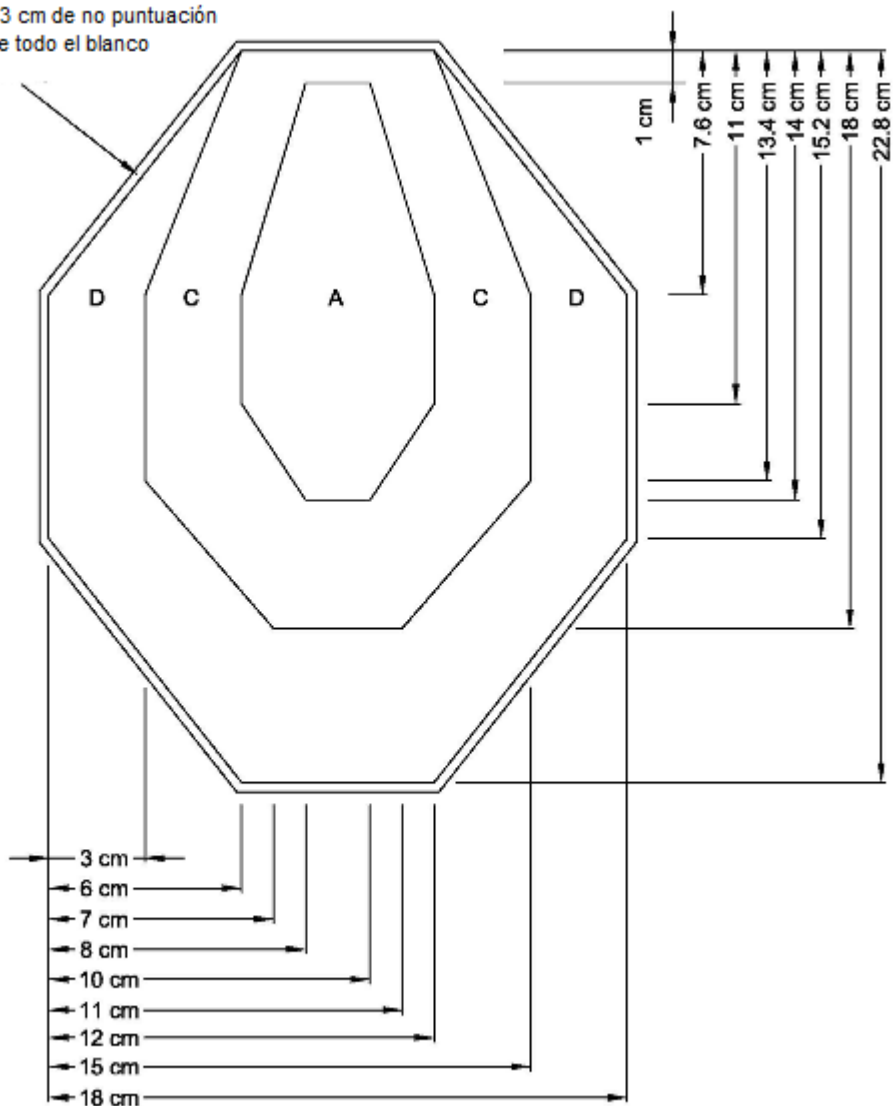 3 cm de no puntuación
e todo el blanco
1 cm
7.6 cm
11 cm
13.4 cm
14 cm
15.2 cm
18 cm
22.8 cm
D
C
A
C
D
3 cm
6 cm
7 cm
8 cm
10 cm
11 cm
12 cm
15 cm
18 cm